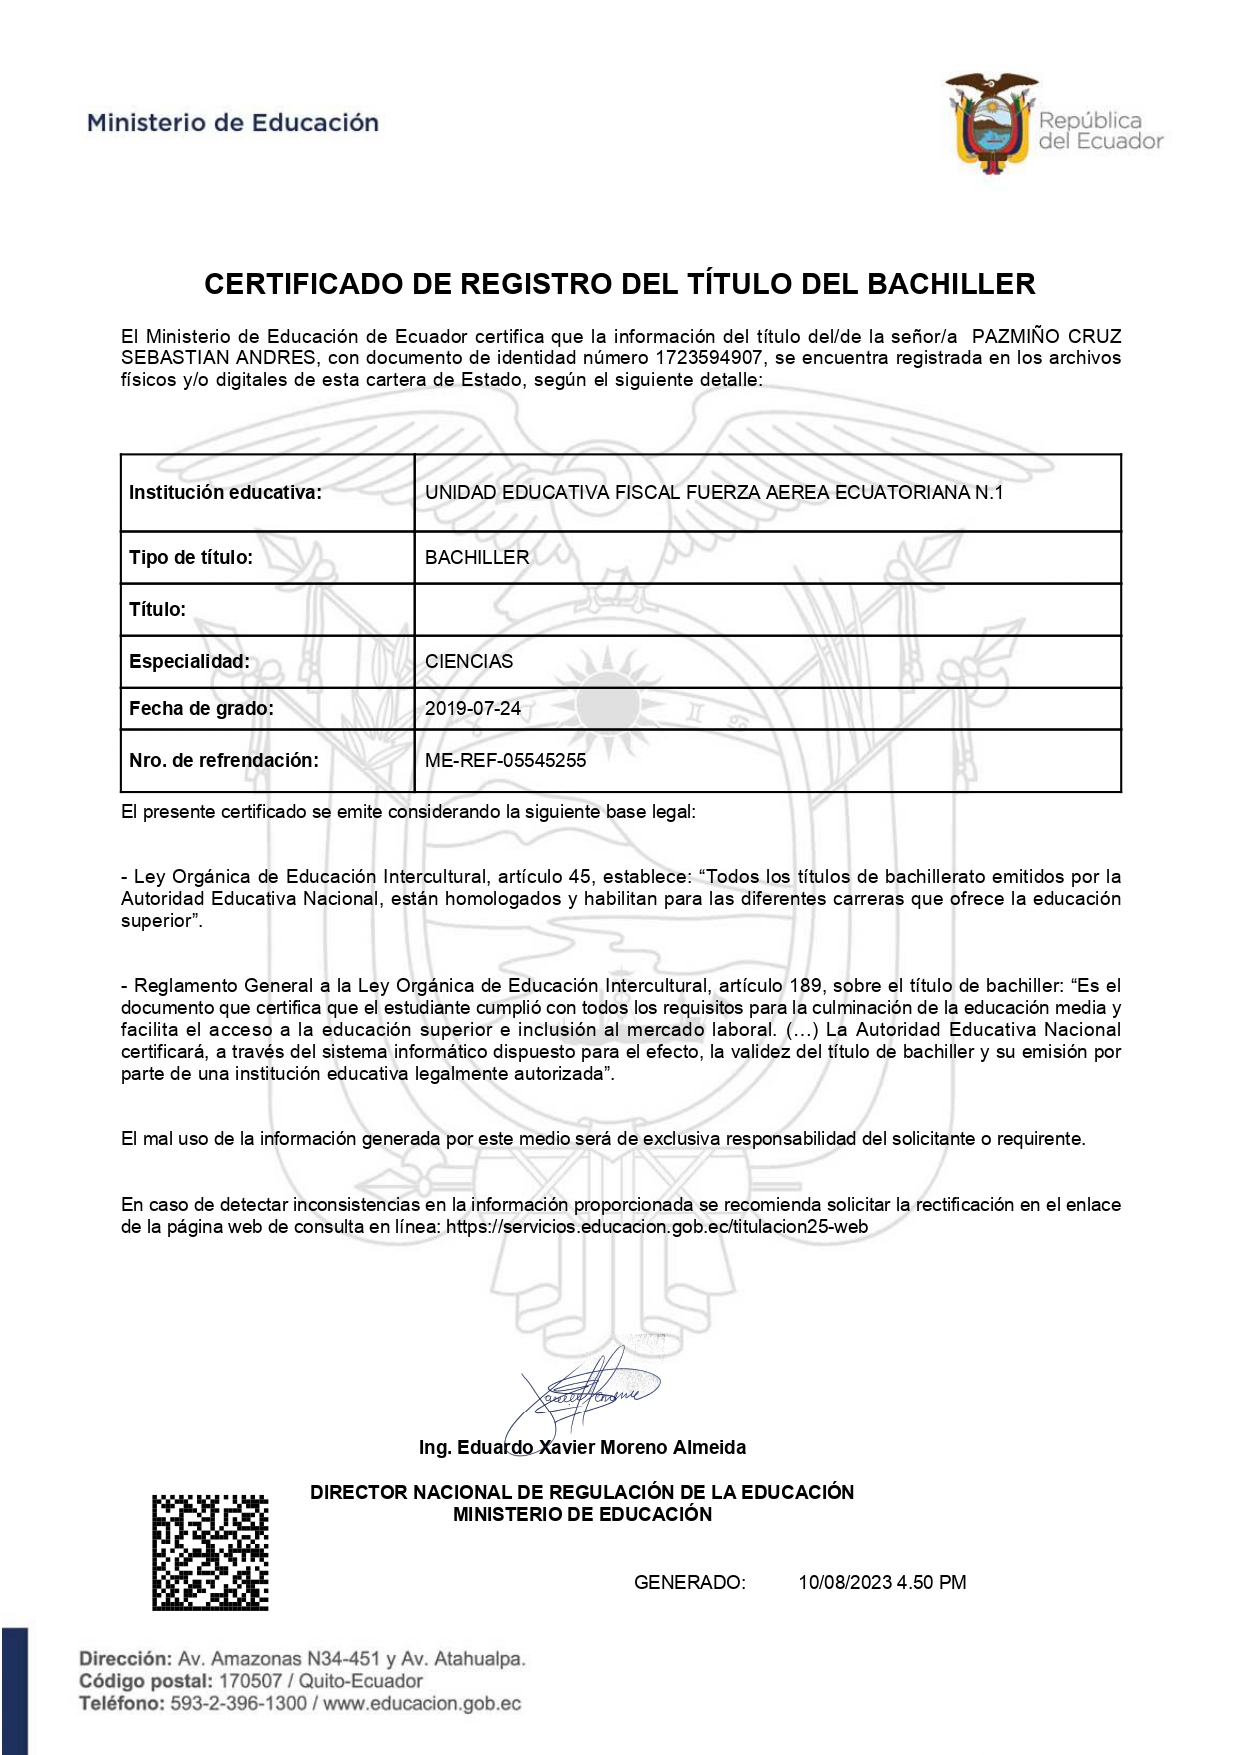 Ministerio de Educación
República
del Ecuador
CERTIFICADO DE REGISTRO DEL TÍTULO DEL BACHILLER
El Ministerio de Educación de Ecuador certifica que la información del título del/de la señor/a PAZMIÑO CRUZ
SEBASTIAN ANDRES, con documento de identidad número 1723594907, se encuentra registrada en los archivos
físicos y/o digitales de esta cartera de Estado, según el siguiente detalle:
Institución educativa: UNIDAD EDUCATIVA FISCAL FUERZA AEREA ECUATORIANA N.1
Tipo de título: BACHILLER
Título:
Especialidad: CIENCIAS
Fecha de grado: 2019-07-24
Nro. de refrendación: ME-REF-05545255
El presente certificado se emite considerando la siguiente base legal:
- Ley Orgánica de Educación Intercultural, artículo 45, establece: “Todos los títulos de bachillerato emitidos por la
Autoridad Educativa Nacional, están homologados y habilitan para las diferentes carreras que ofrece la educación
superior”.
- Reglamento General a la Ley Orgánica de Educación Intercultural, artículo 189, sobre el título de bachiller: “Es el
documento que certifica que el estudiante cumplió con todos los requisitos para la culminación de la educación media y
facilita el acceso a la educación superior e inclusión al mercado laboral. (…) La Autoridad Educativa Nacional
certificará, a través del sistema informático dispuesto para el efecto, la validez del título de bachiller y su emisión por
parte de una institución educativa legalmente autorizada”.
El mal uso de la información generada por este medio será de exclusiva responsabilidad del solicitante o requirente.
En caso de detectar inconsistencias en la información proporcionada se recomienda solicitar la rectificación en el enlace
de la página web de consulta en línea: https://servicios.educacion.gob.ec/titulacion25-web
Ing. Eduardo Xavier Moreno Almeida
DIRECTOR NACIONAL DE REGULACIÓN DE LA EDUCACIÓN
MINISTERIO DE EDUCACIÓN
GENERADO: 10/08/2023 4.50 PM
Dirección: Av. Amazonas N34-451 y Av. Atahualpa.
Código postal: 170507 / Quito-Ecuador
Teléfono: 593-2-396-1300 / www.educacion.gob.ec